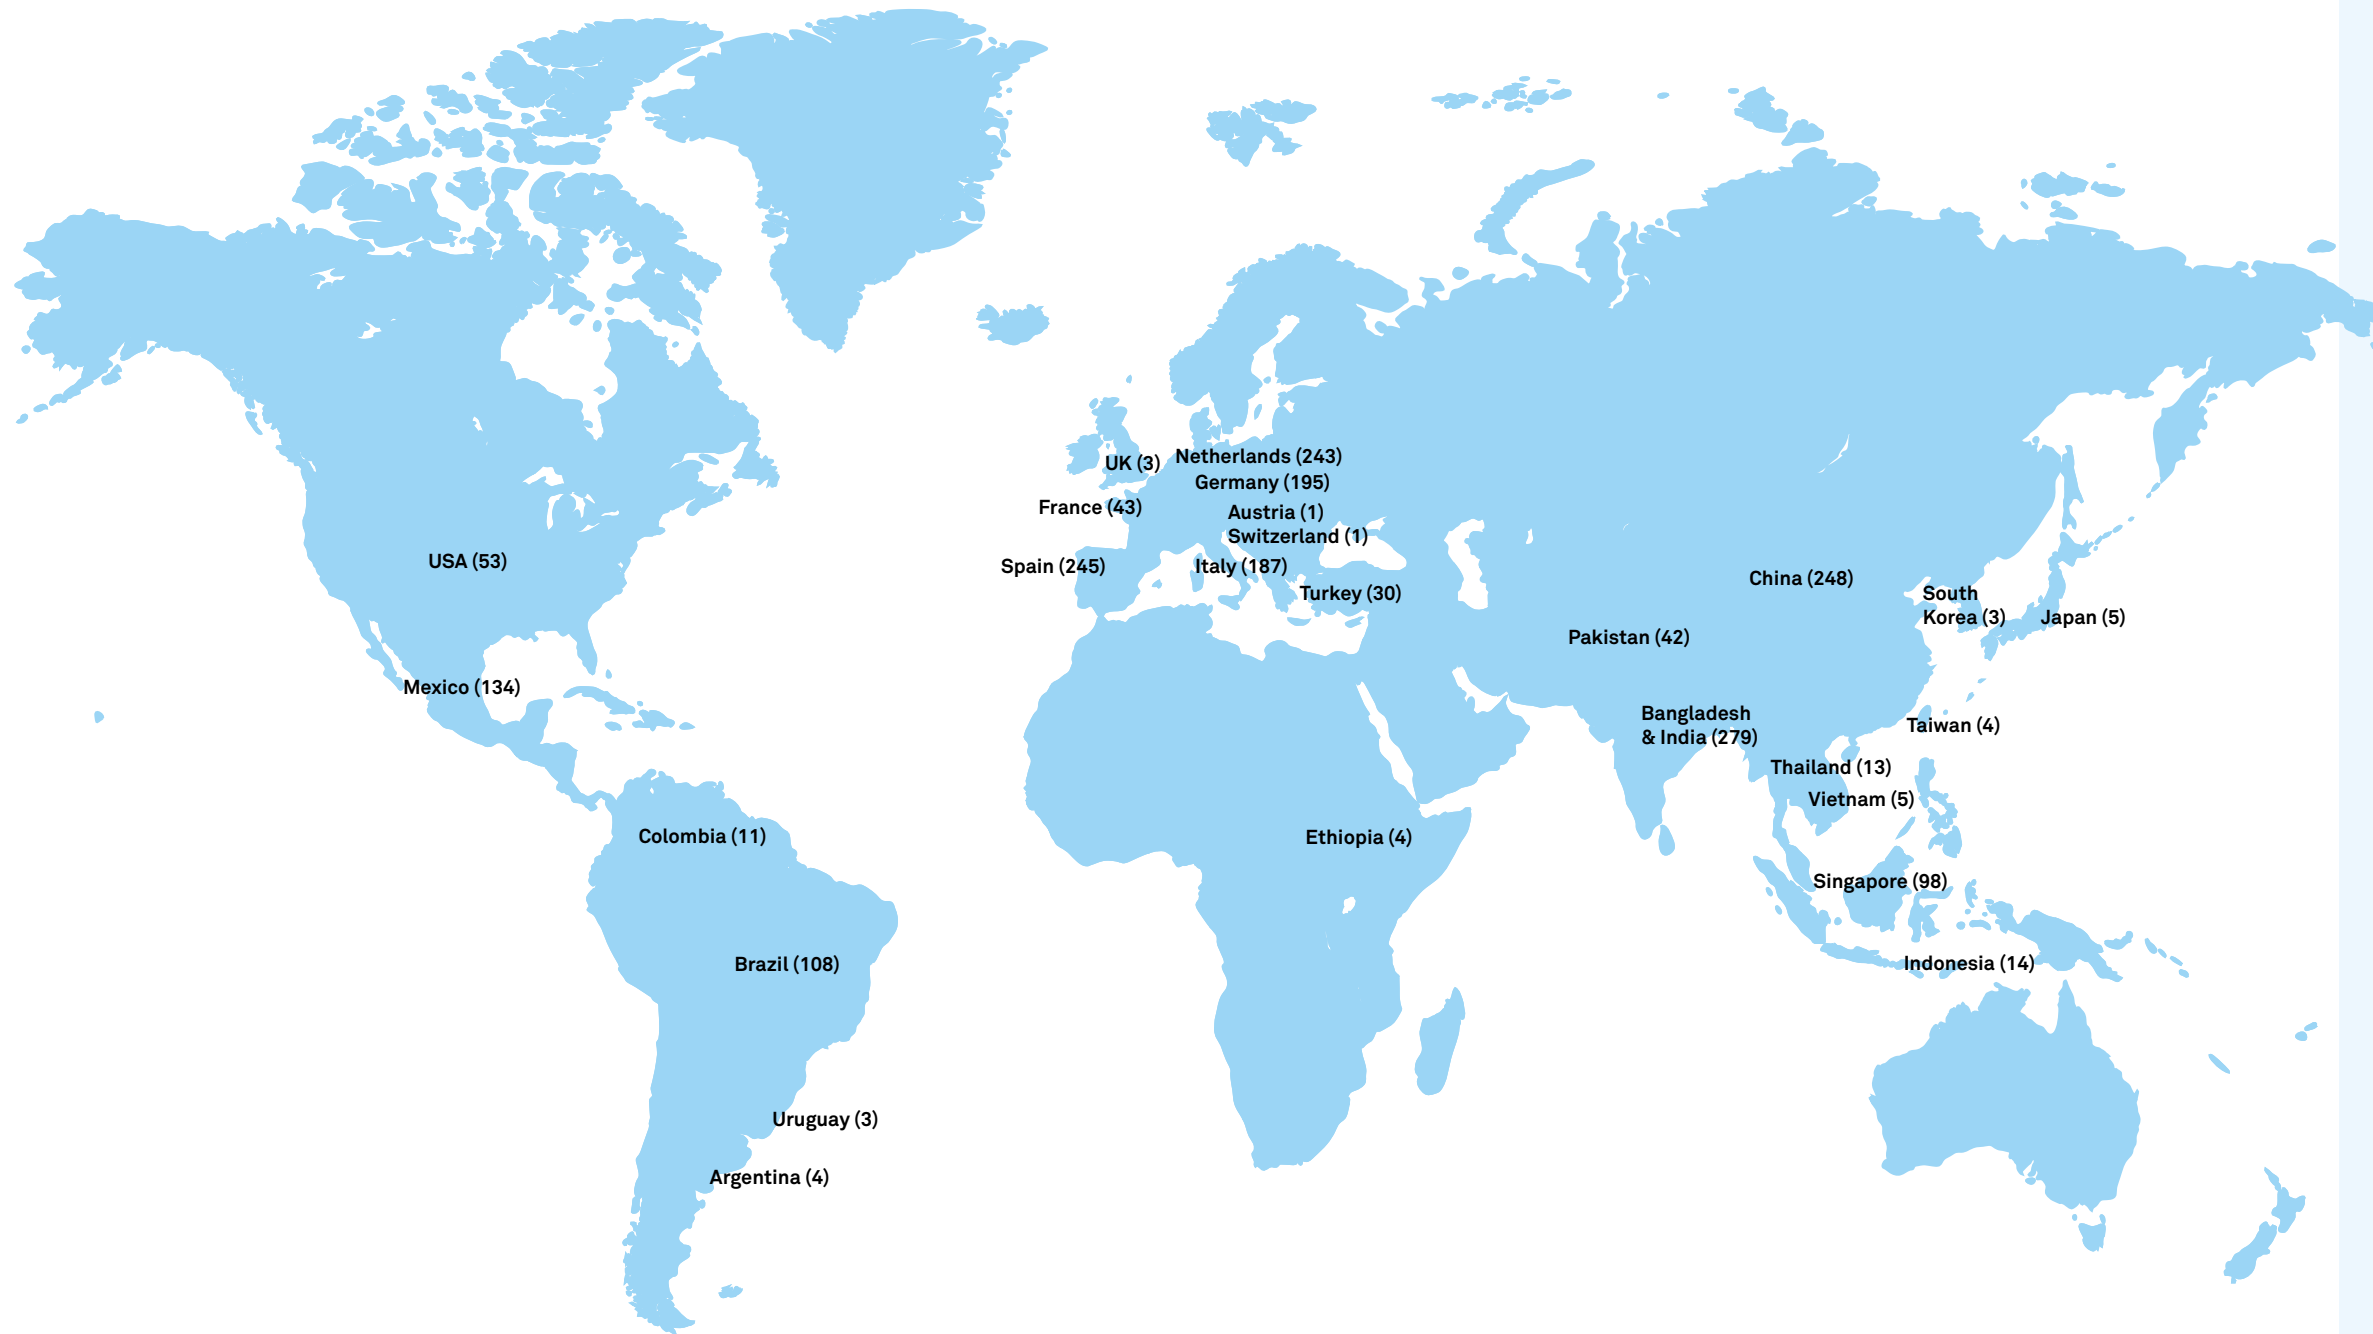 UK (3)
Netherlands (243)
Germany (195)
France (43)
Austria (1)
Switzerland (1)
USA (53)
Spain (245)
Italy (187)
Turkey (30)
China (248)
South
Korea (3)
Japan (5)
Pakistan (42)
Mexico (134)
Bangladesh
& India (279)
Taiwan (4)
Thailand (13)
Vietnam (5)
Colombia (11)
Ethiopia (4)
Singapore (98)
Brazil (108)
Indonesia (14)
Uruguay (3)
Argentina (4)